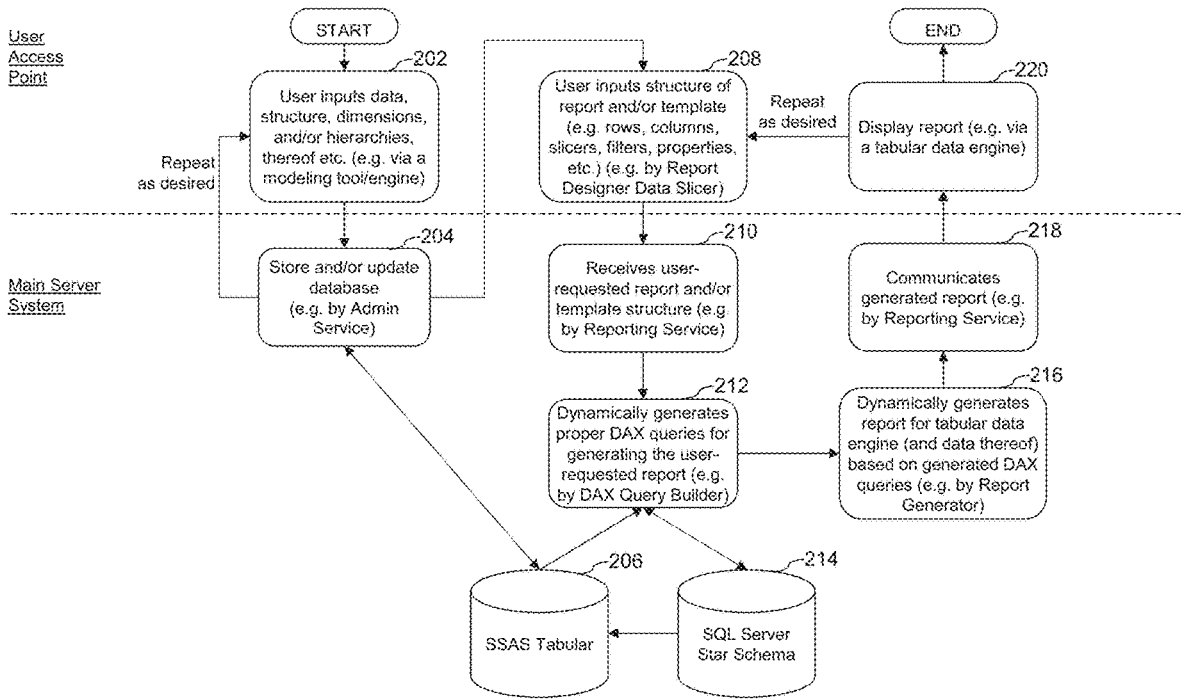 User
Access
Point
START
202
User inputs data,
structure, dimensions,
and/or hierarchies,
thereof etc. (e.g. via a
modeling tool/engine)
Repeat
as desired
208
User inputs structure of
report and/or template
(e.g. rows, columns,
slicers, filters, properties,
etc.) (e.g. by Report
Designer Data Slicer)
Repeat
as desired
END
220
Display report (e.g. via
a tabular data engine)
Main Server
System
204
Store and/or update
database
(e.g. by Admin
Service)
210
Receives user-
requested report and/or
template structure (e.g.
by Reporting Service)
218
Communicates
generated report (e.g.
by Reporting Service)
212
Dynamically generates
proper DAX queries for
generating the user-
requested report (e.g.
by DAX Query Builder)
216
Dynamically generates
report for tabular data
engine (and data thereof)
based on generated DAX
queries (e.g. by Report
Generator)
206
SSAS Tabular
214
SQL Server
Star Schema